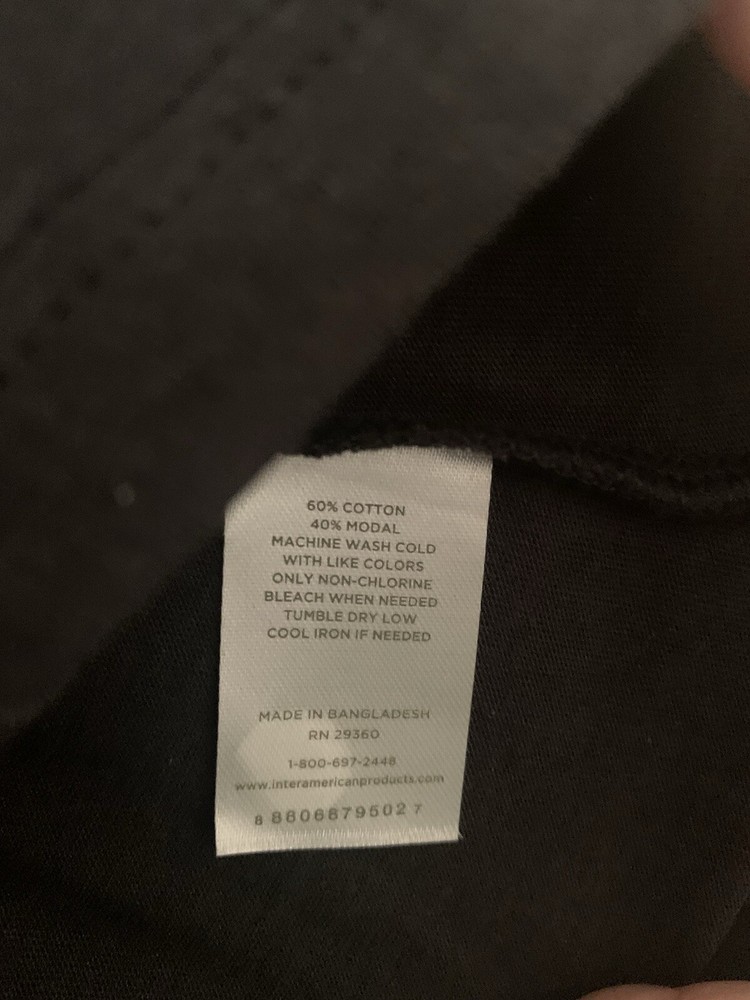 60% COTTON
40% MODAL
MACHINE WASH COLD
WITH LIKE COLORS
ONLY NON-CHLORINE
BLEACH WHEN NEEDED
TUMBLE DRY LOW
COOL IRON IF NEEDED
MADE IN BANGLADESH
RN 29360
1-800-697-2448
www.interamericanproducts.com
8 8806879502 7